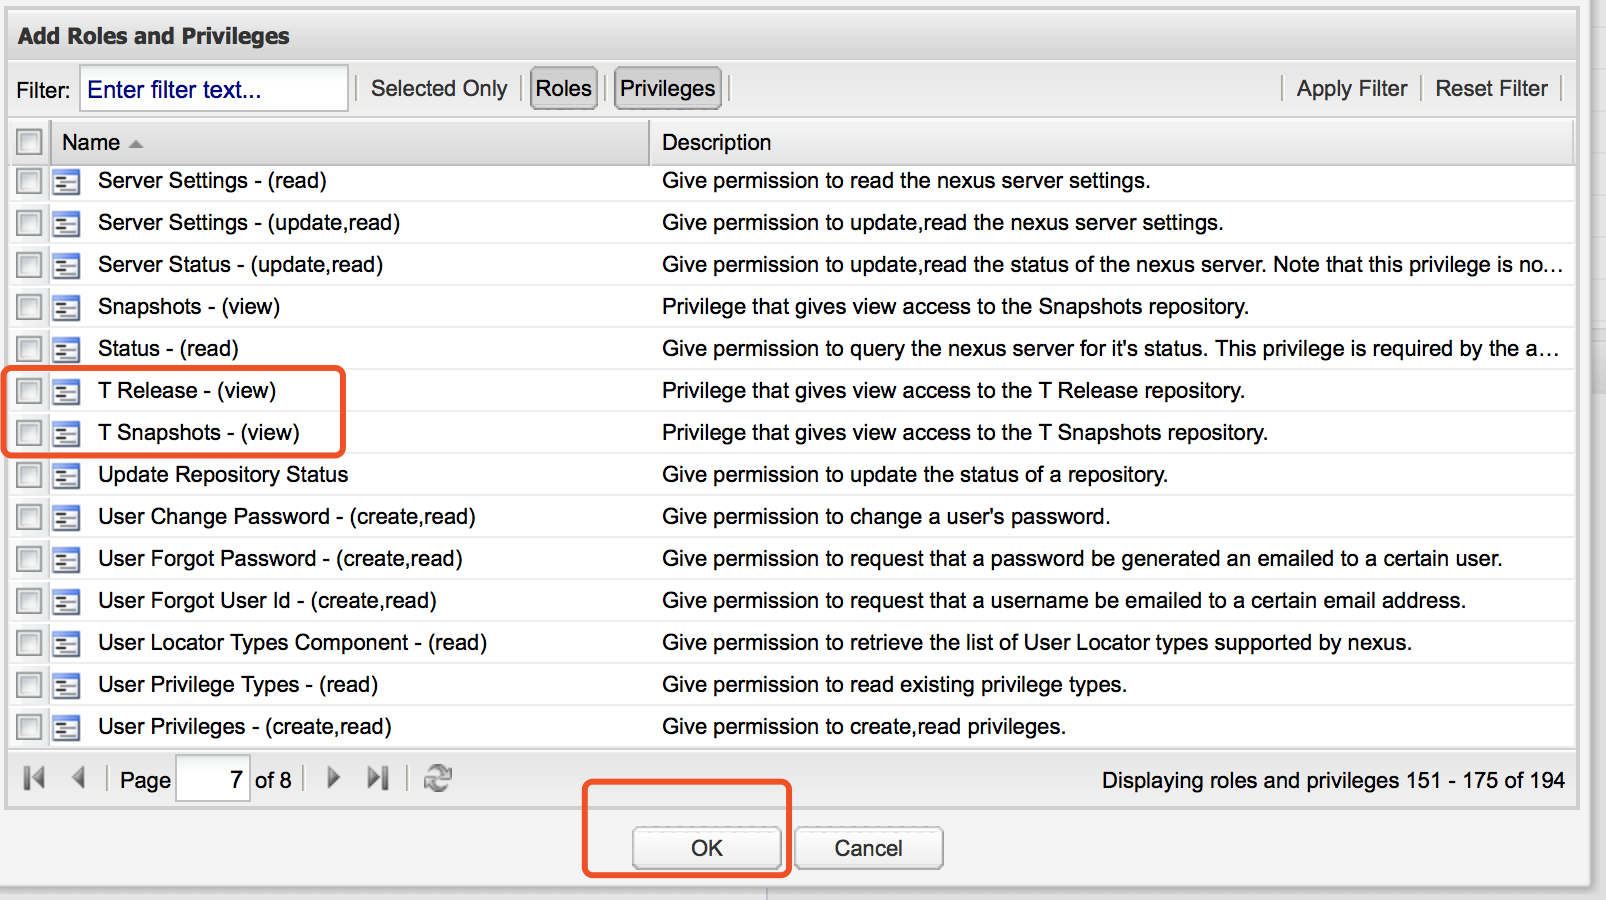 Add Roles and Privileges
Filter: Enter filter text... Selected Only Roles Privileges Apply Filter Reset Filter
Name Description
Server Settings - (read) Give permission to read the nexus server settings.
Server Settings - (update,read) Give permission to update,read the nexus server settings.
Server Status - (update,read) Give permission to update,read the status of the nexus server. Note that this privilege is no...
Snapshots - (view) Privilege that gives view access to the Snapshots repository.
Status - (read) Give permission to query the nexus server for it's status. This privilege is required by the a...
T Release - (view) Privilege that gives view access to the T Release repository.
T Snapshots - (view) Privilege that gives view access to the T Snapshots repository.
Update Repository Status Give permission to update the status of a repository.
User Change Password - (create,read) Give permission to change a user's password.
User Forgot Password - (create,read) Give permission to request that a password be generated an emailed to a certain user.
User Forgot User Id - (create,read) Give permission to request that a username be emailed to a certain email address.
User Locator Types Component - (read) Give permission to retrieve the list of User Locator types supported by nexus.
User Privilege Types - (read) Give permission to read existing privilege types.
User Privileges - (create,read) Give permission to create,read privileges.
Page 7 of 8 Displaying roles and privileges 151 - 175 of 194
OK Cancel